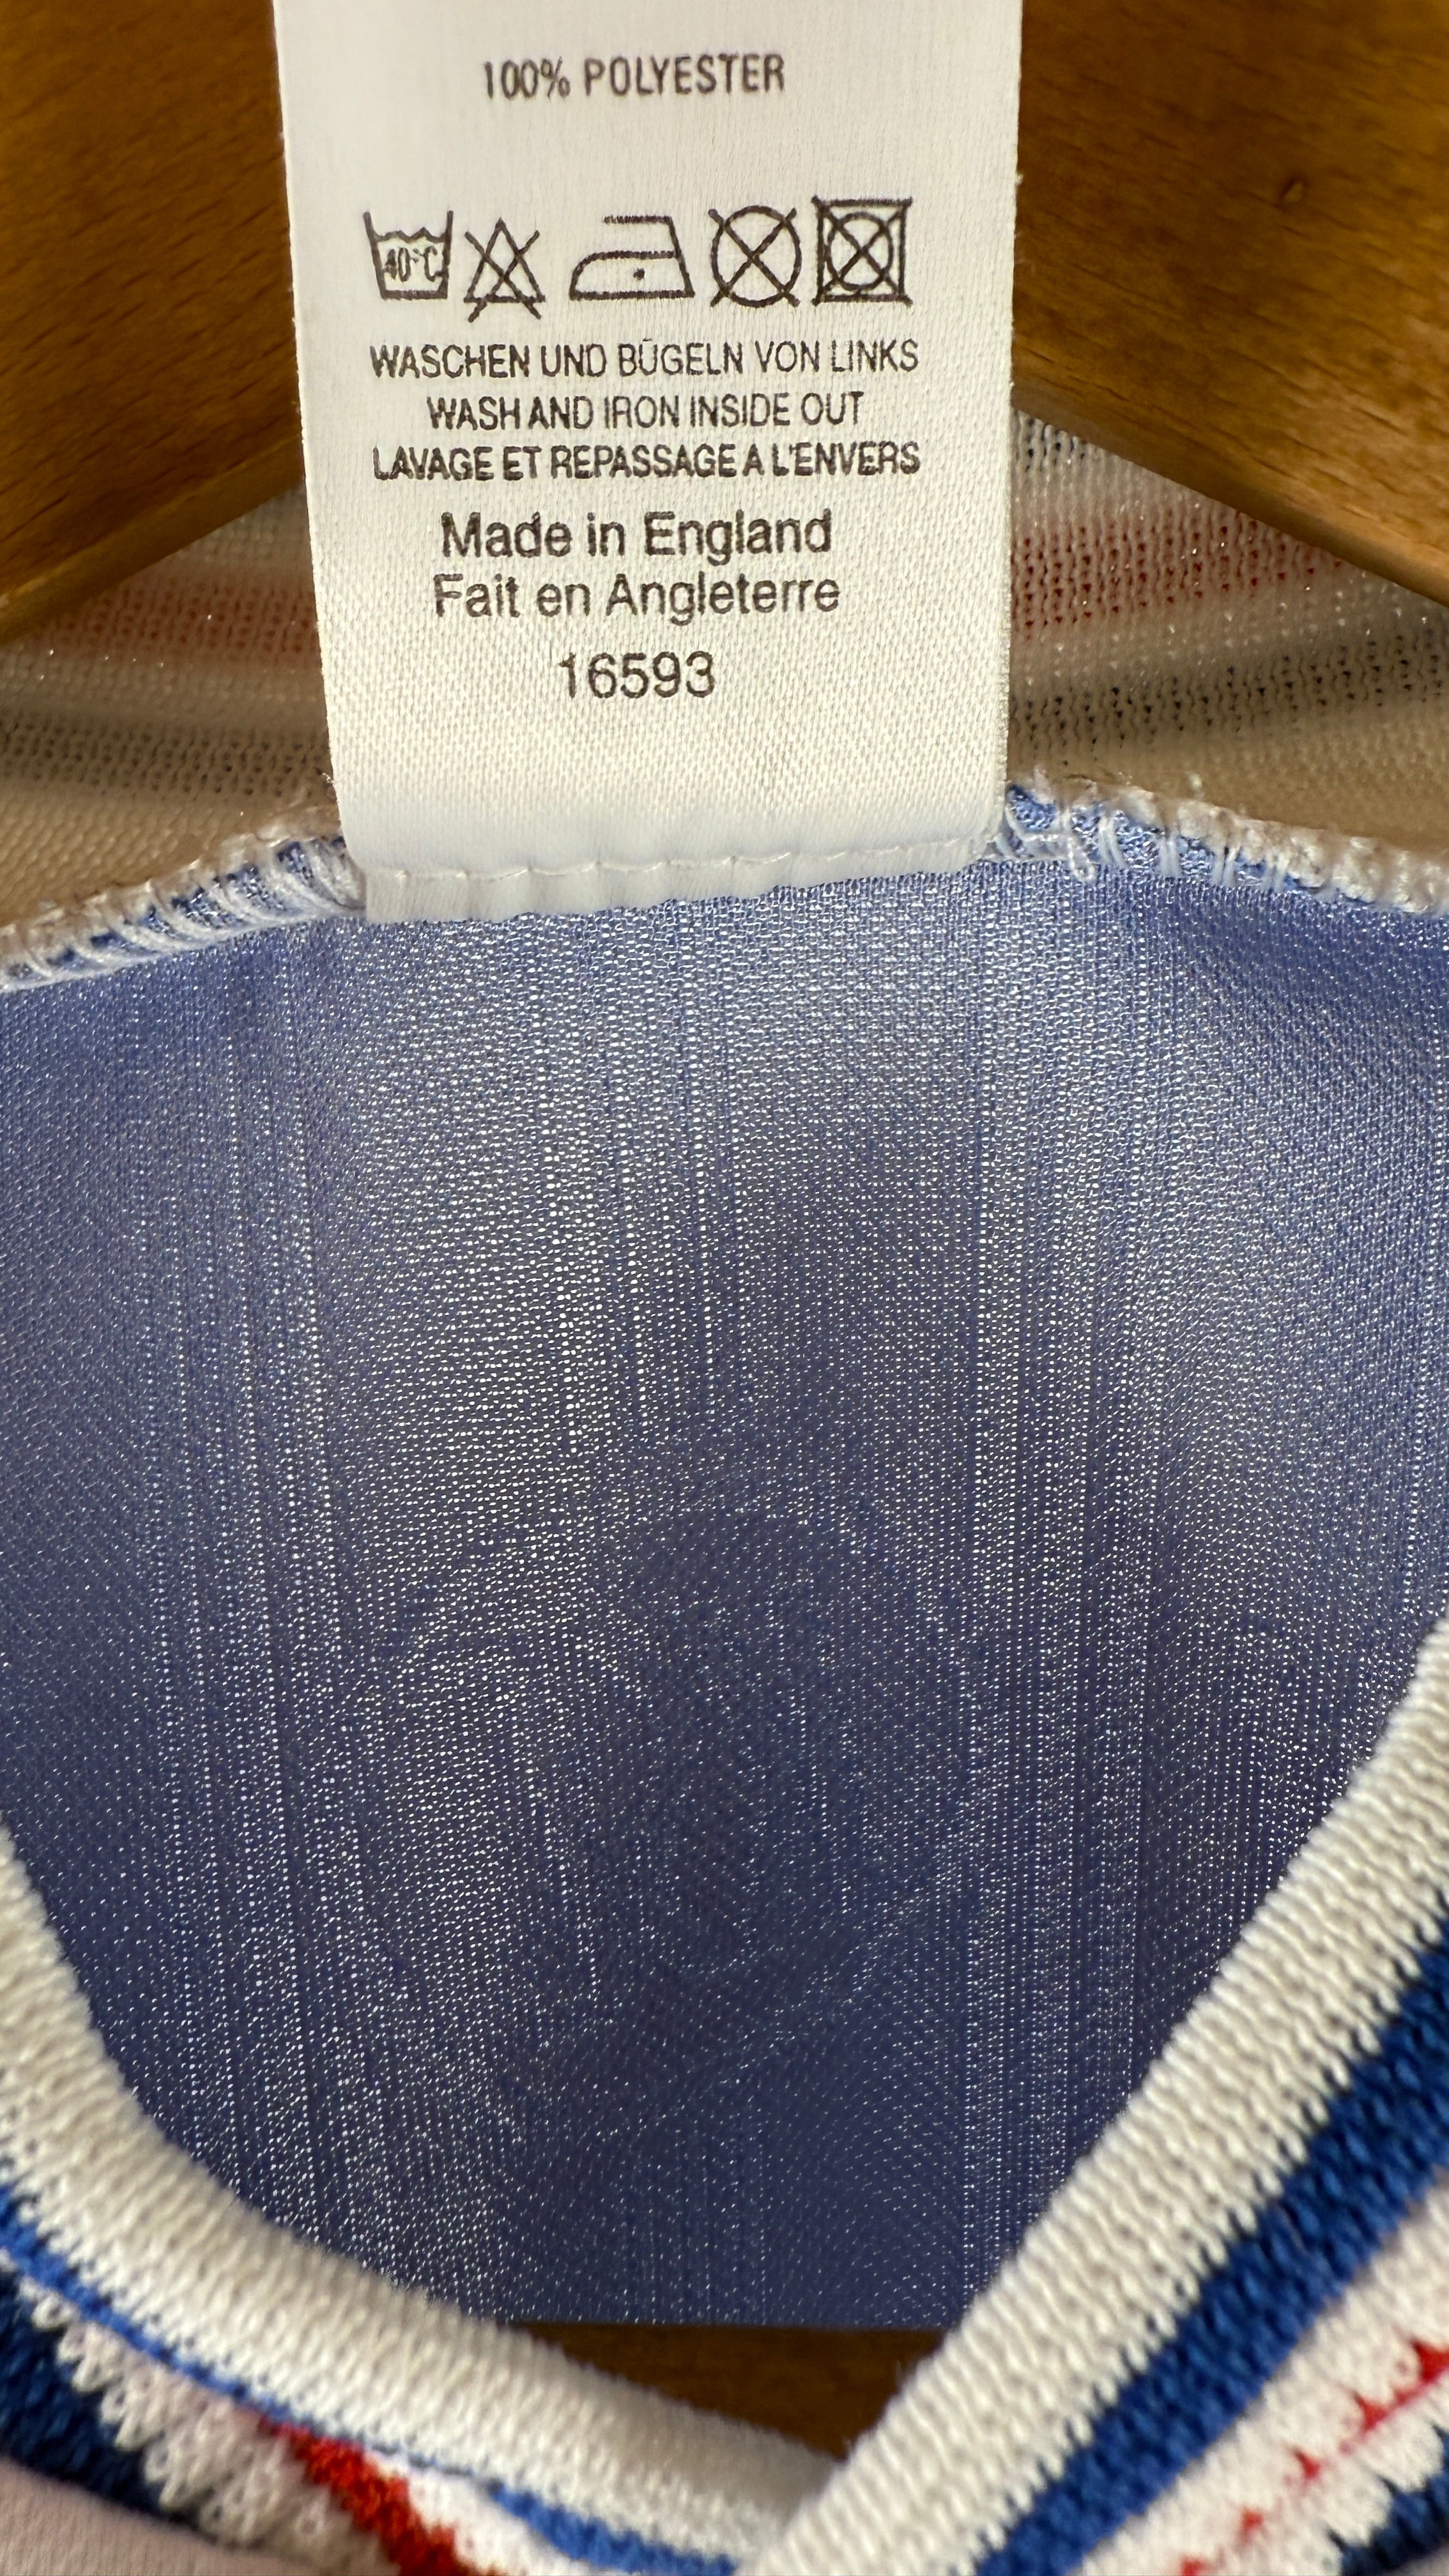 100% POLYESTER
40°C
WASCHEN UND BÜGELN VON LINKS
WASH AND IRON INSIDE OUT
LAVAGE ET REPASSAGE A L'ENVERS
Made in England
Fait en Angleterre
16593